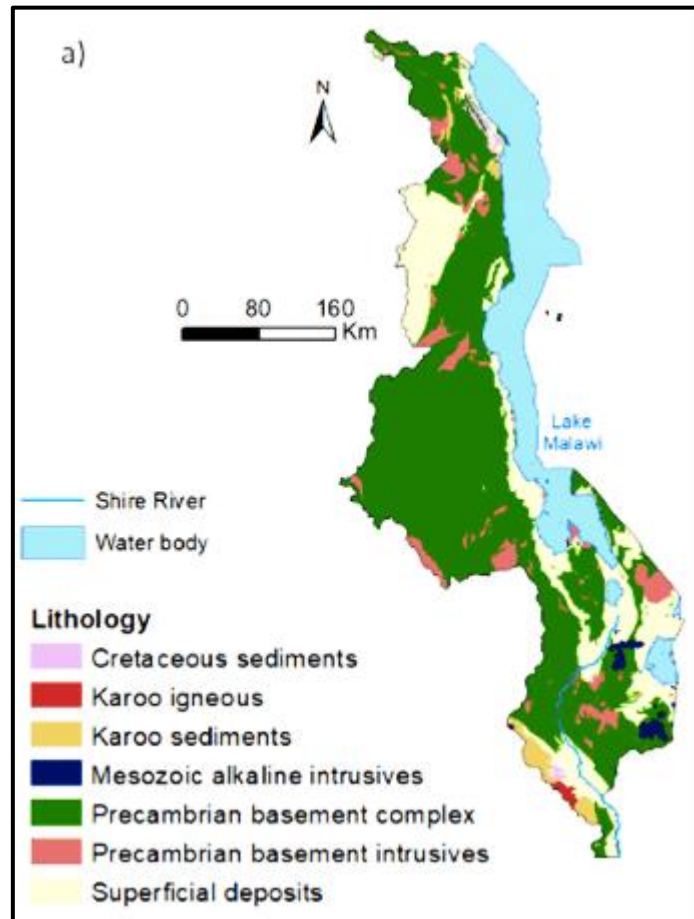 a)
N
0 80 160
Km
Lake
Malawi
Shire River
Water body
Lithology
Cretaceous sediments
Karoo igneous
Karoo sediments
Mesozoic alkaline intrusives
Precambrian basement complex
Precambrian basement intrusives
Superficial deposits